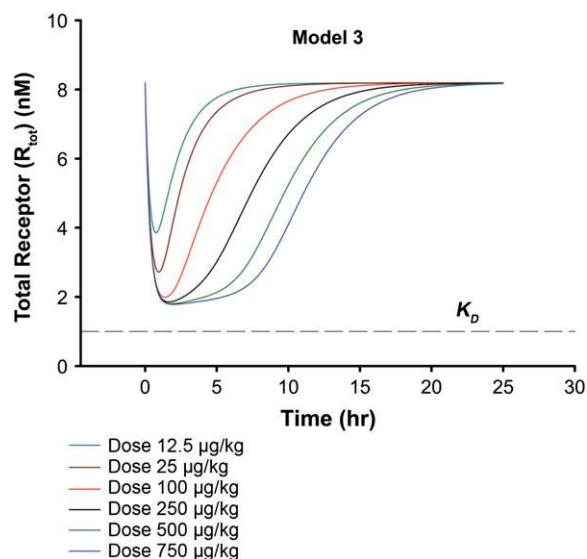 Model 3
Total Receptor (R_tot) (nM)
10
8
6
4
2
0
K_D
0 5 10 15 20 25 30
Time (hr)
Dose 12.5 µg/kg
Dose 25 µg/kg
Dose 100 µg/kg
Dose 250 µg/kg
Dose 500 µg/kg
Dose 750 µg/kg